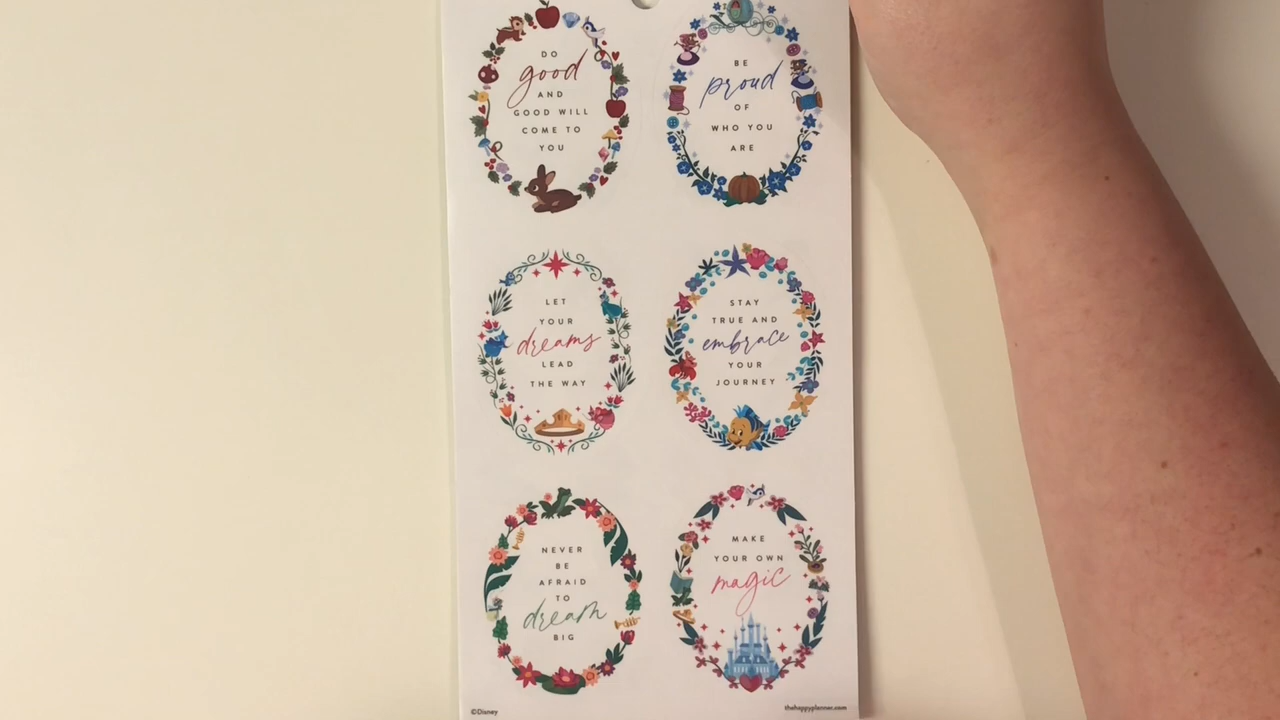 DO
good
AND
GOOD WILL
COME TO
YOU
BE
proud
OF
WHO YOU
ARE
LET
YOUR
dreams
LEAD
THE WAY
STAY
TRUE AND
embrace
YOUR
JOURNEY
NEVER
BE
AFRAID
TO
dream
BIG
MAKE
YOUR OWN
magic
©Disney
thehappyplanner.com